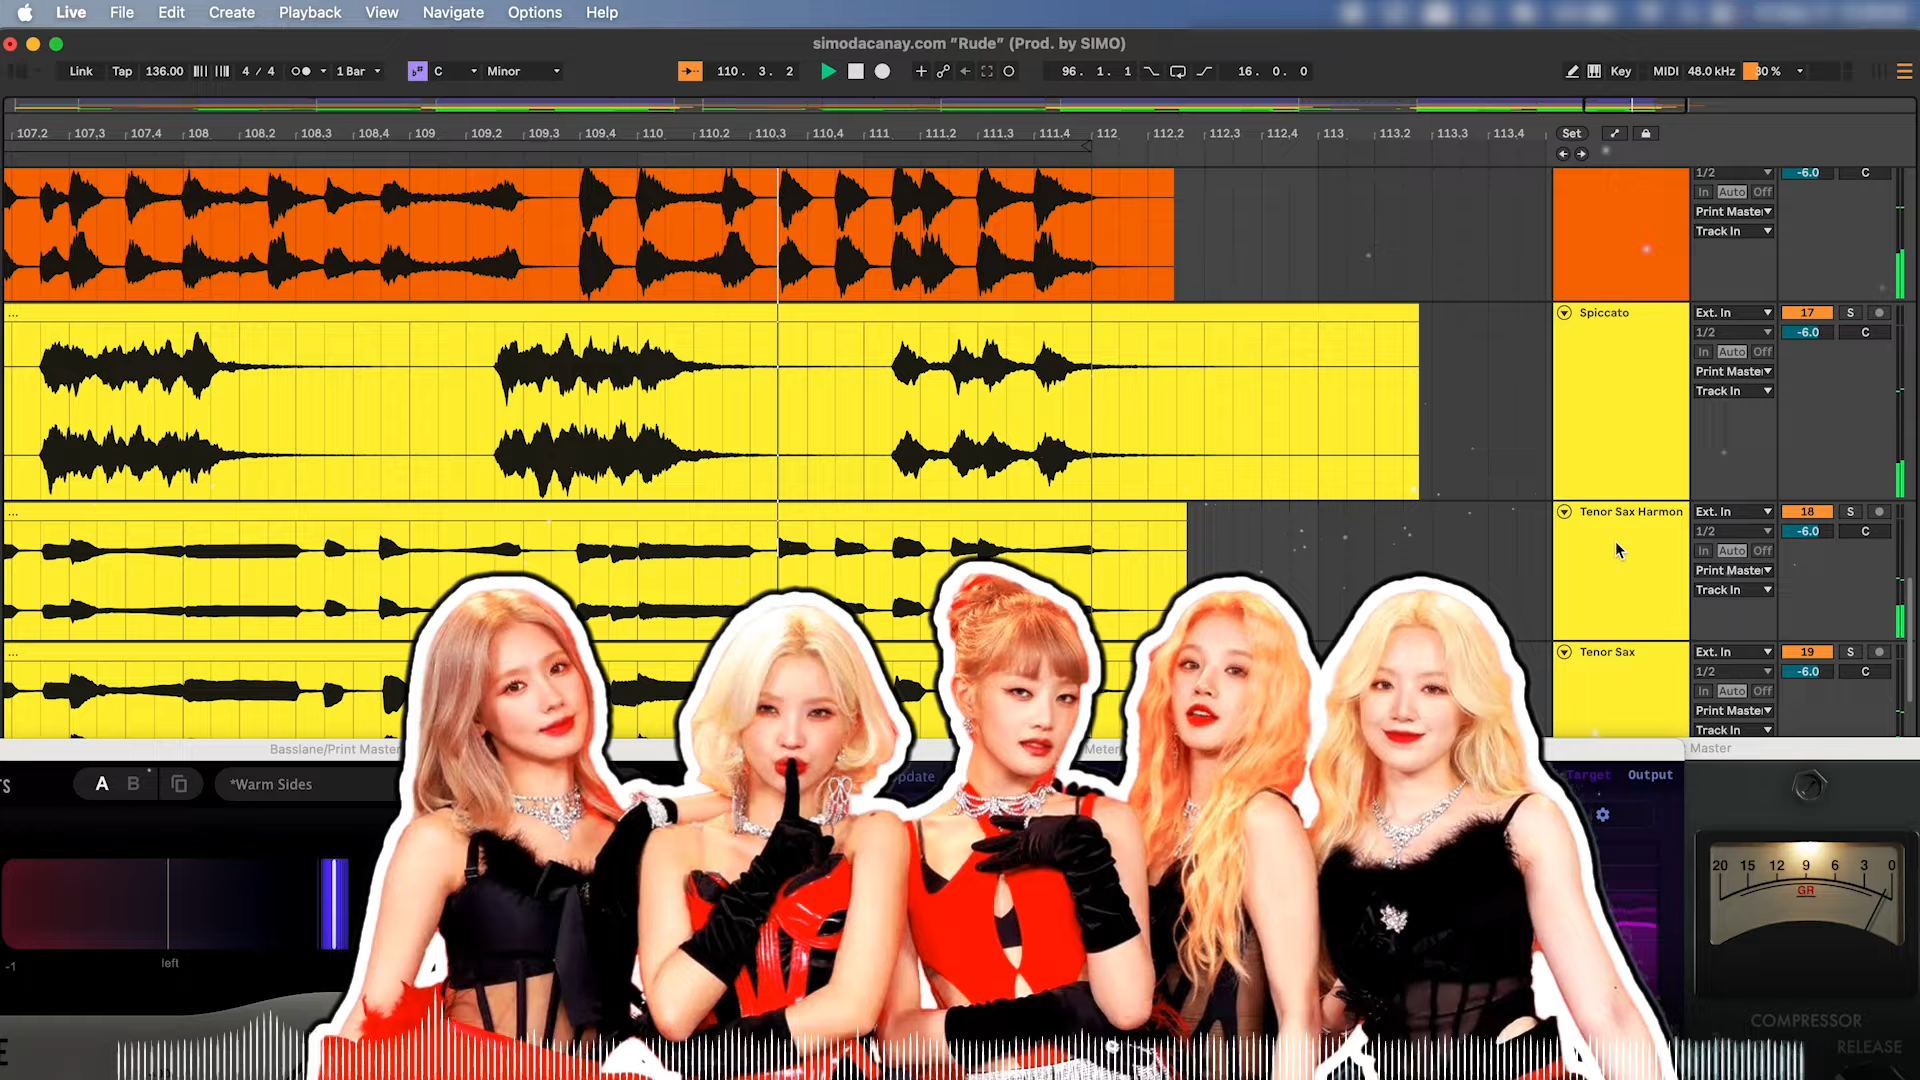 Live File Edit Create Playback View Navigate Options Help
simodacanay.com "Rude" (Prod. by SIMO)
Link Tap 136.00 4 / 4 1 Bar C Minor 110. 3. 2 96. 1. 1 16. 0. 0 Key MIDI 48.0 kHz 30 %
107.2 107.3 107.4 108 108.2 108.3 108.4 109 109.2 109.3 109.4 110 110.2 110.3 110.4 111 111.2 111.3 111.4 112 112.2 112.3 112.4 113 113.2 113.3 113.4 Set
1/2 -6.0 C
In Auto Off
Print Master
Track In
... Spiccato Ext. In 17 S
1/2 -6.0 C
In Auto Off
Print Master
Track In
... Tenor Sax Harmon Ext. In 18 S
1/2 -6.0 C
In Auto Off
Print Master
Track In
... Tenor Sax Ext. In 19 S
1/2 -6.0 C
In Auto Off
Print Master
Track In
Basslane/Print Master Meter Master
A B *Warm Sides pdate Target Output
20 15 12 9 6 3 0
GR
-1 left
COMPRESSOR
RELEASE